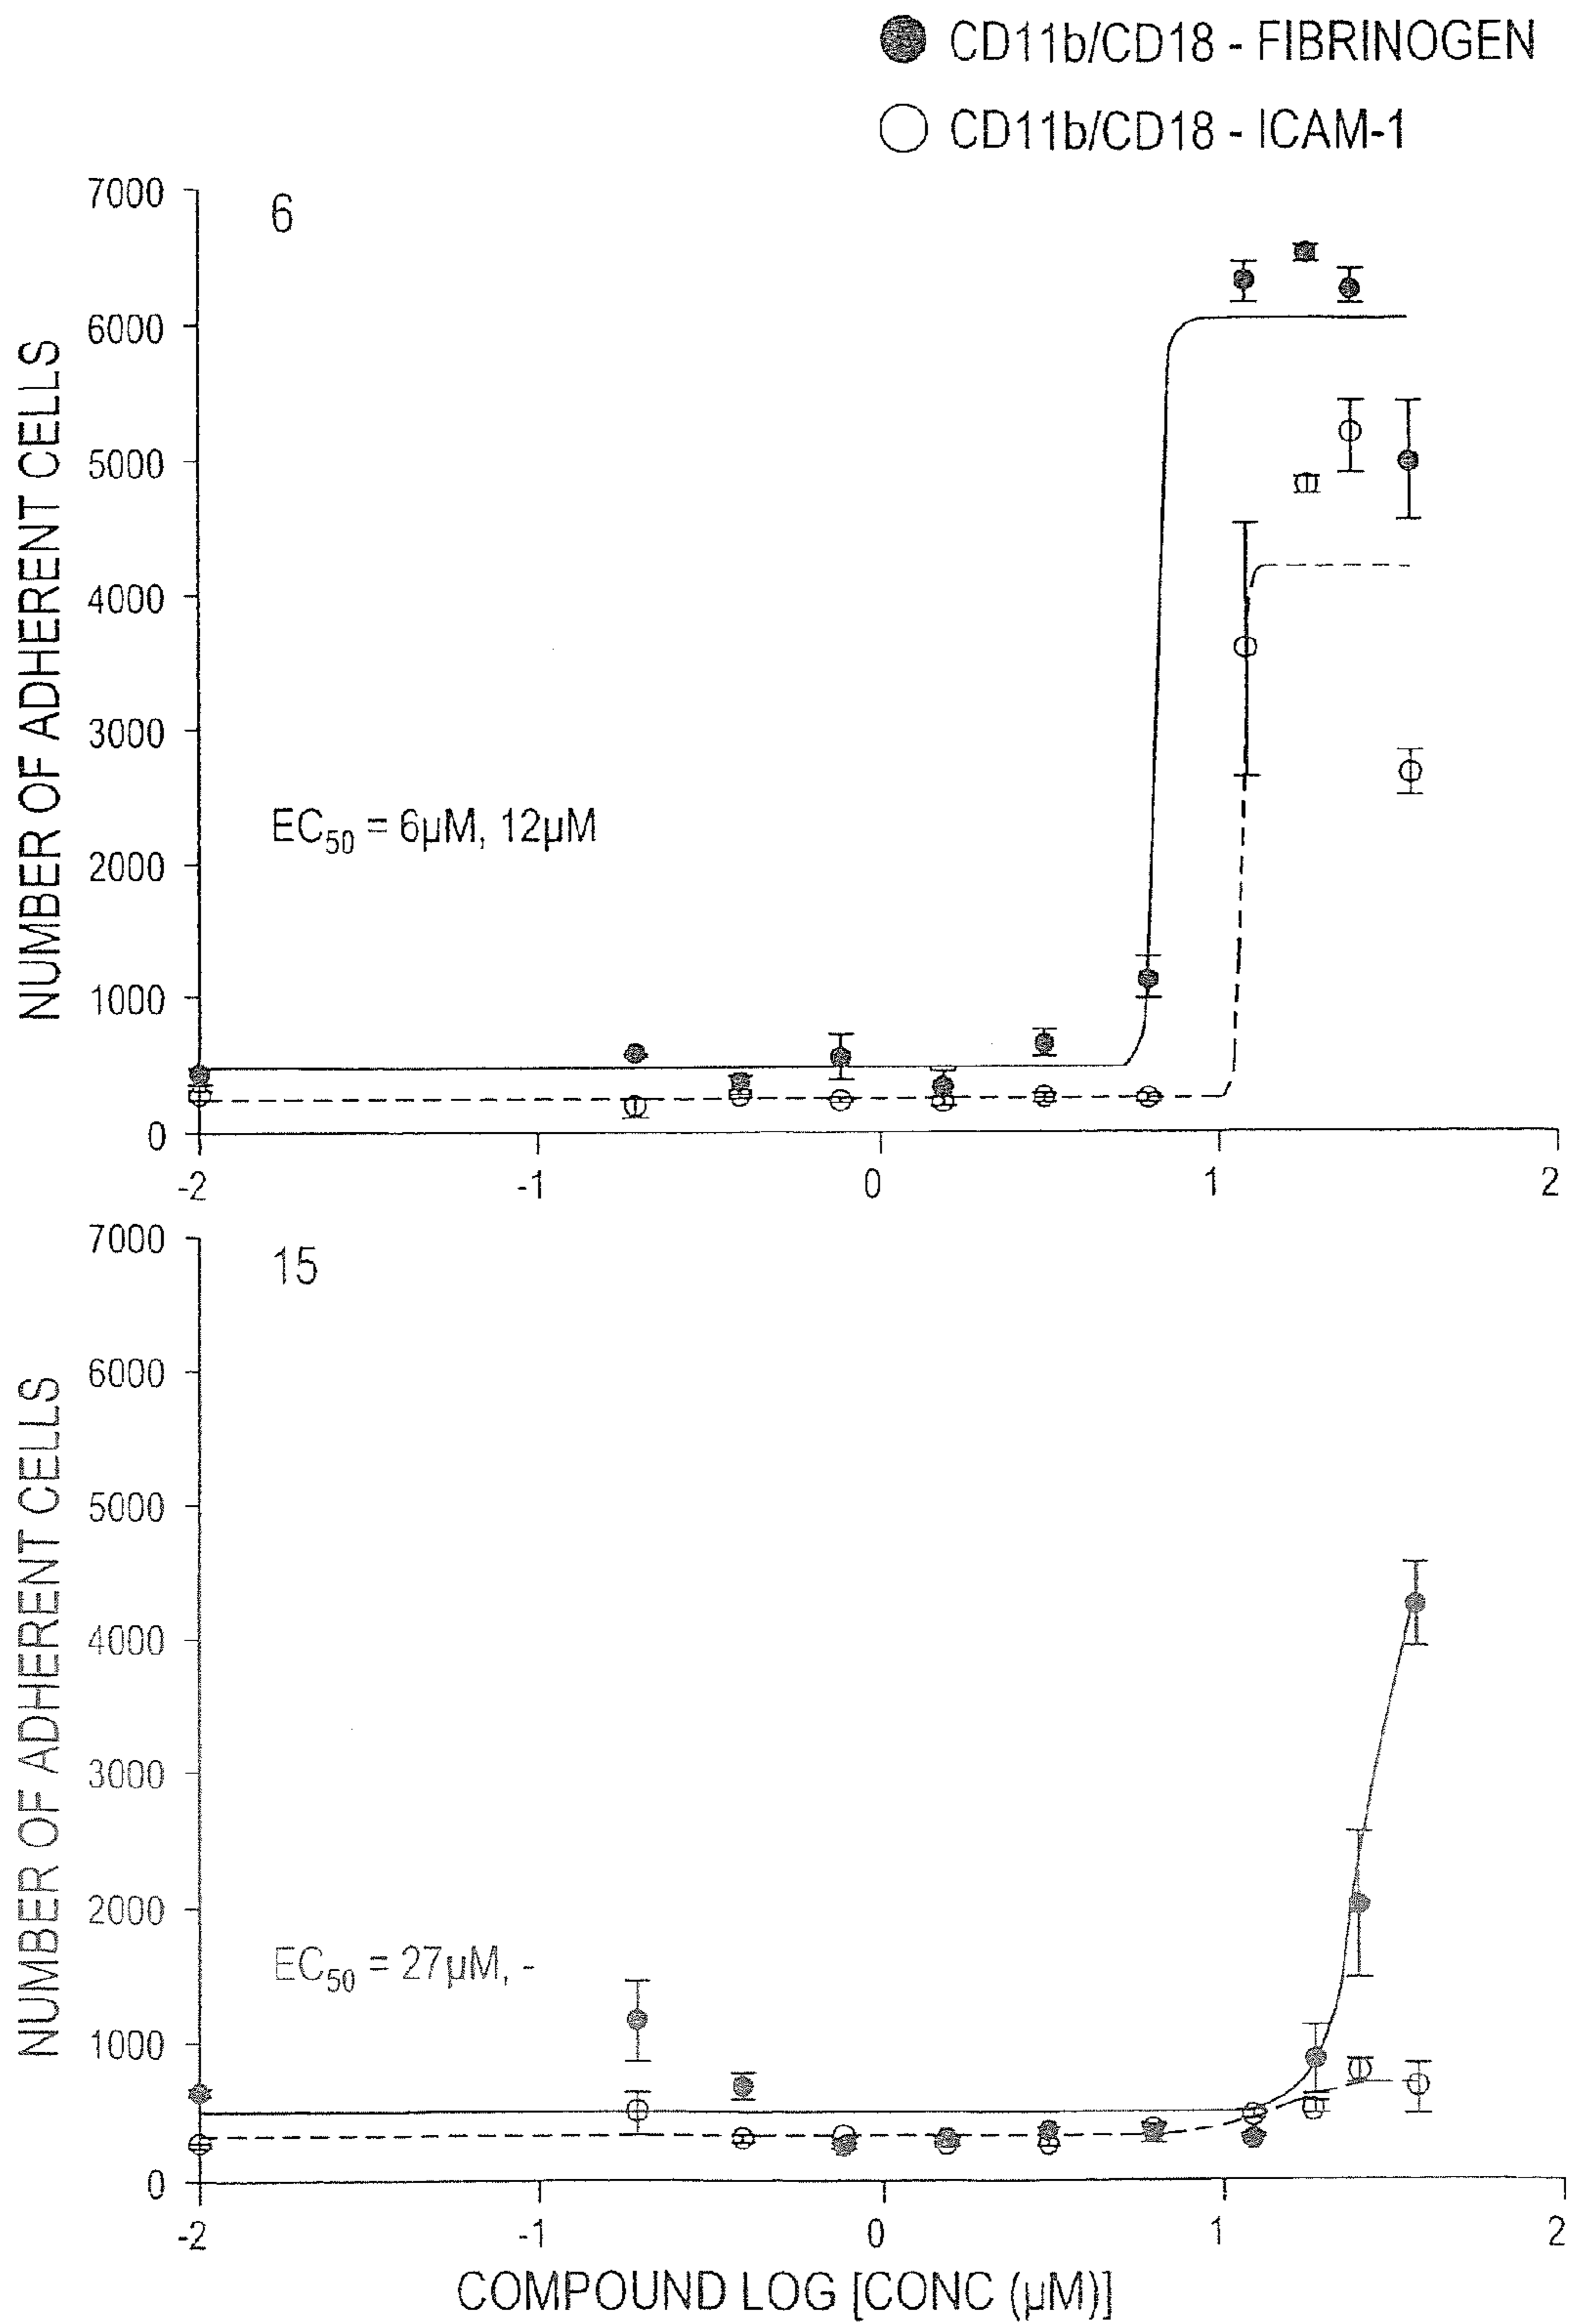 CD11b/CD18 - FIBRINOGEN
CD11b/CD18 - ICAM-1
6
NUMBER OF ADHERENT CELLS
7000
6000
5000
4000
3000
2000
1000
0
EC50 = 6µM, 12µM
-2 -1 0 1 2
15
NUMBER OF ADHERENT CELLS
7000
6000
5000
4000
3000
2000
1000
0
EC50 = 27µM, -
-2 -1 0 1 2
COMPOUND LOG [CONC (µM)]